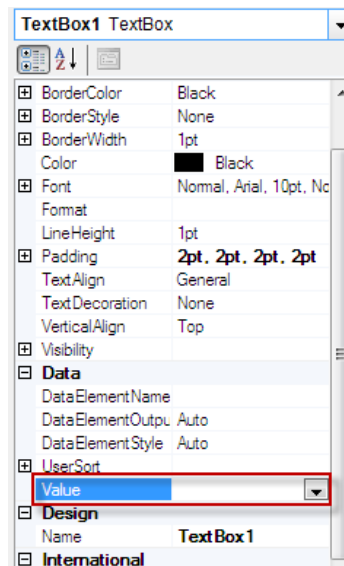 TextBox1 TextBox
BorderColor Black
BorderStyle None
BorderWidth 1pt
Color Black
Font Normal, Arial, 10pt, Nc
Format
LineHeight 1pt
Padding 2pt, 2pt, 2pt, 2pt
TextAlign General
TextDecoration None
VerticalAlign Top
Visibility
Data
DataElementName
DataElementOutpu Auto
DataElementStyle Auto
UserSort
Value
Design
Name TextBox1
International